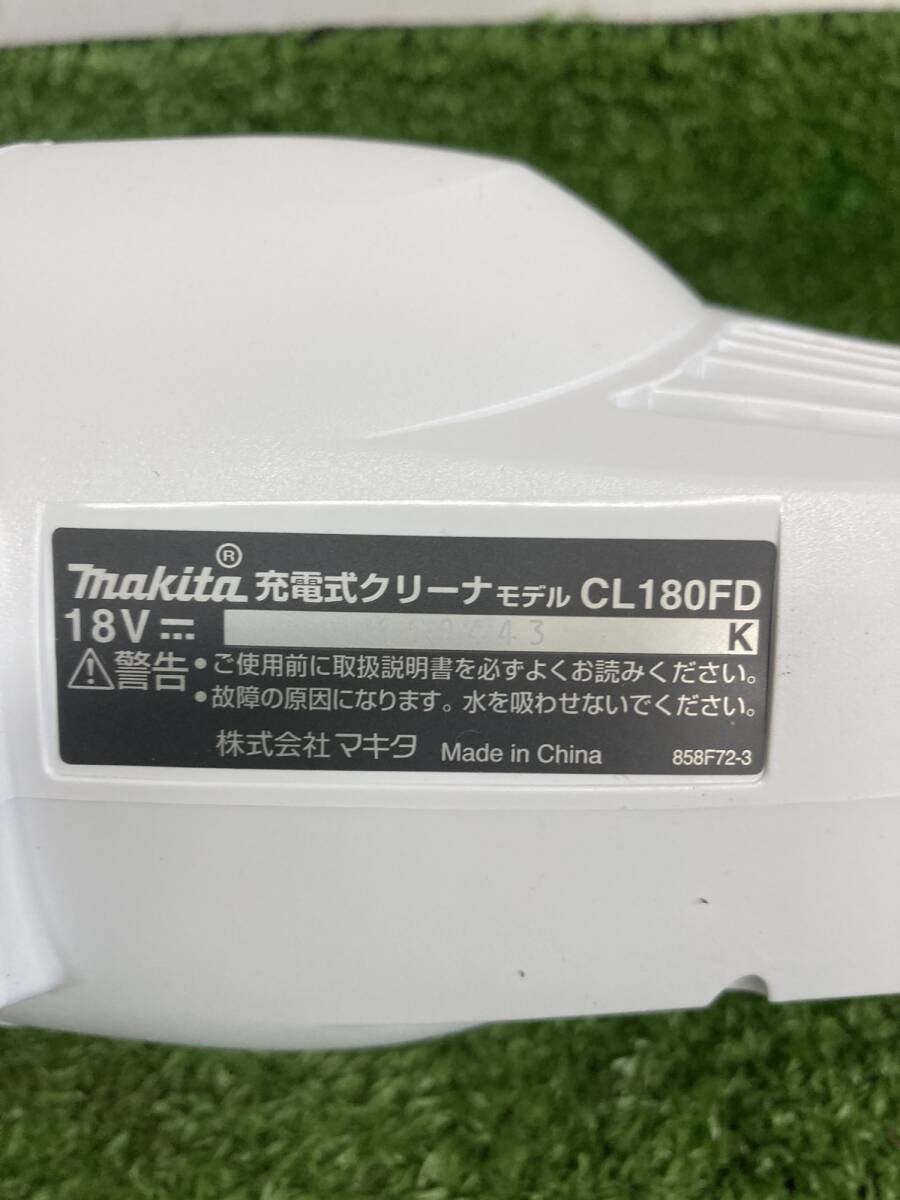 makita® 充電式クリーナ モデル CL180FD
18V 443 K
⚠警告 •ご使用前に取扱説明書を必ずよくお読みください。
•故障の原因になります。水を吸わせないでください。
株式会社マキタ Made in China 858F72-3